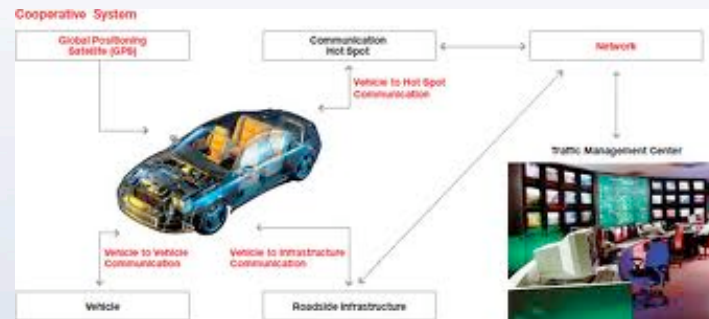 Cooperative System
Global Positioning
Satellite (GPS)
Communication
Hot Spot
Network
Vehicle to Hot Spot
Communication
Traffic Management Center
Vehicle to Vehicle
Communication
Vehicle to Infrastructure
Communication
Vehicle
Roadside Infrastructure